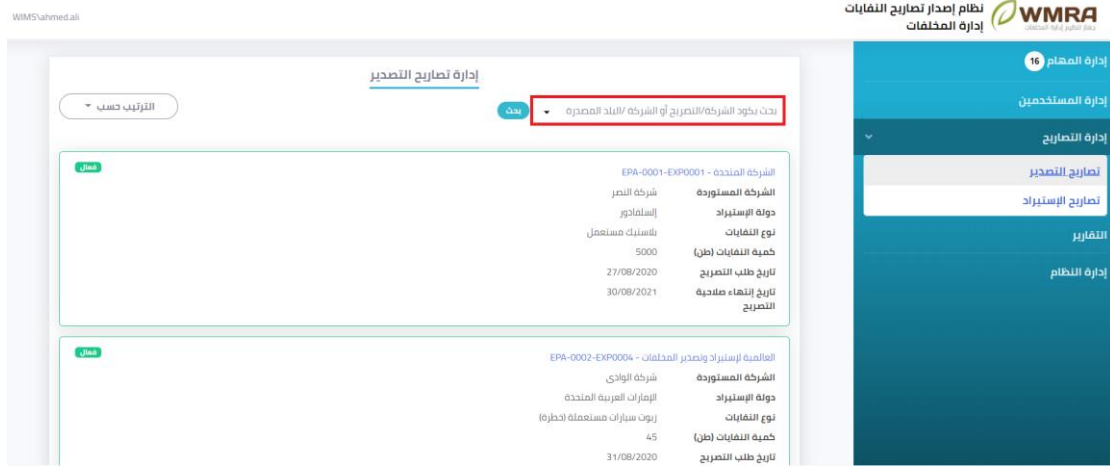 WIMS\ahmed.ali
WMRA
جهاز تنظيم إدارة المخلفات
نظام إصدار تصاريح النفايات
إدارة المخلفات
إدارة المهام 16
إدارة المستخدمين
إدارة التصاريح
تصاريح التصدير
تصاريح الإستيراد
التقارير
إدارة النظام
إدارة تصاريح التصدير
بحث بكود الشركة/التصريح أو الشركة /البلد المصدرة
بحث
الترتيب حسب
فعال
الشركة المتحدة - EPA-0001-EXP0001
الشركة المستوردة شركة النصر
دولة الإستيراد إلسلفادور
نوع النفايات بلاستيك مستعمل
كمية النفايات (طن) 5000
تاريخ طلب التصريح 27/08/2020
تاريخ إنتهاء صلاحية التصريح 30/08/2021
فعال
العالمية لإستيراد وتصدير المخلفات - EPA-0002-EXP0004
الشركة المستوردة شركة الوادى
دولة الإستيراد الإمارات العربية المتحدة
نوع النفايات زيوت سيارات مستعملة (خطرة)
كمية النفايات (طن) 45
تاريخ طلب التصريح 31/08/2020